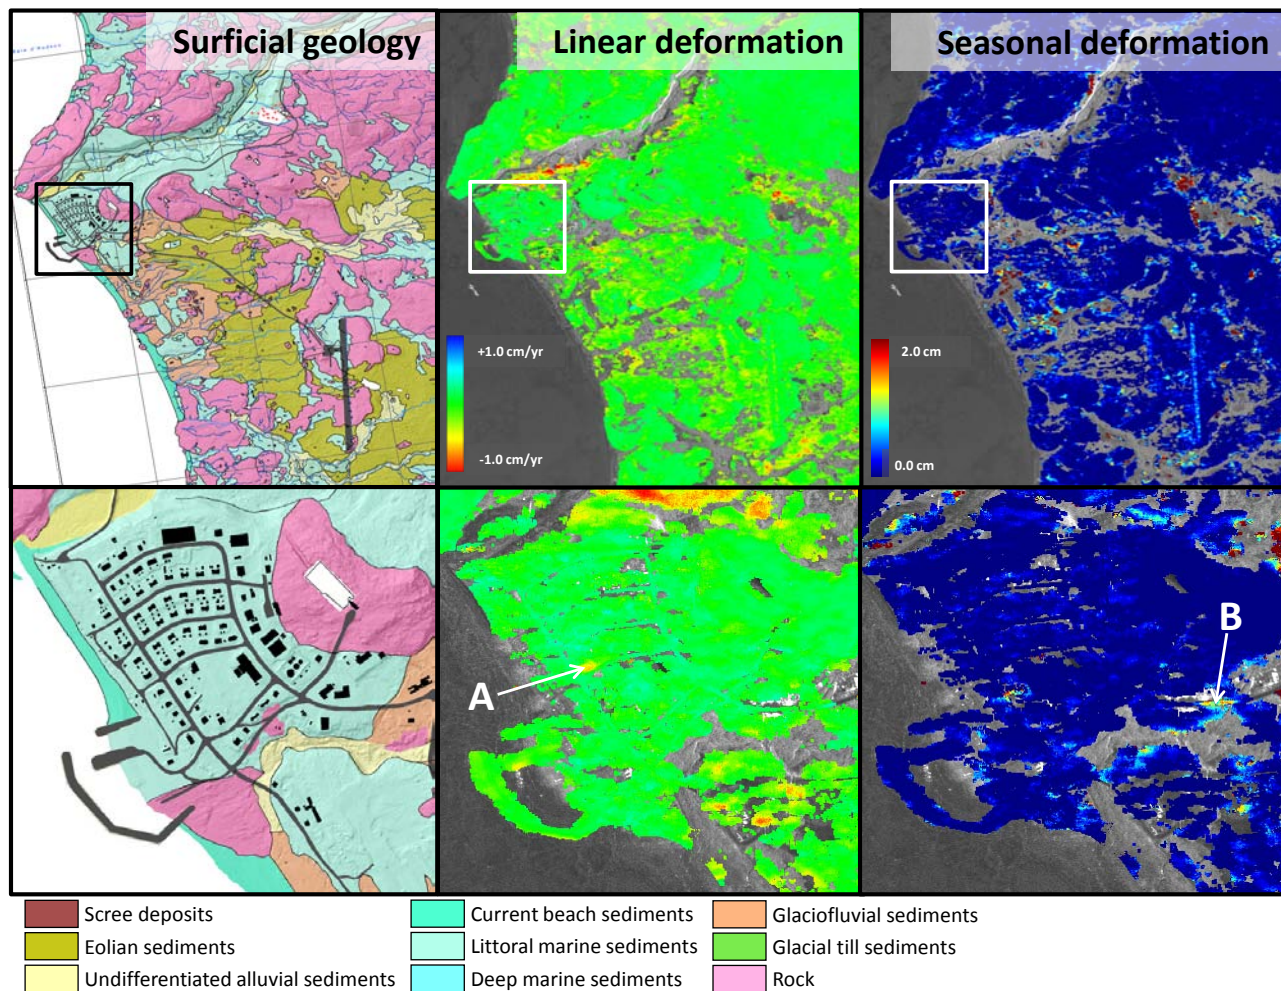 Surficial geology
Linear deformation
Seasonal deformation
+1.0 cm/yr
-1.0 cm/yr
2.0 cm
0.0 cm
A
B
Scree deposits
Current beach sediments
Glaciofluvial sediments
Eolian sediments
Littoral marine sediments
Glacial till sediments
Undifferentiated alluvial sediments
Deep marine sediments
Rock